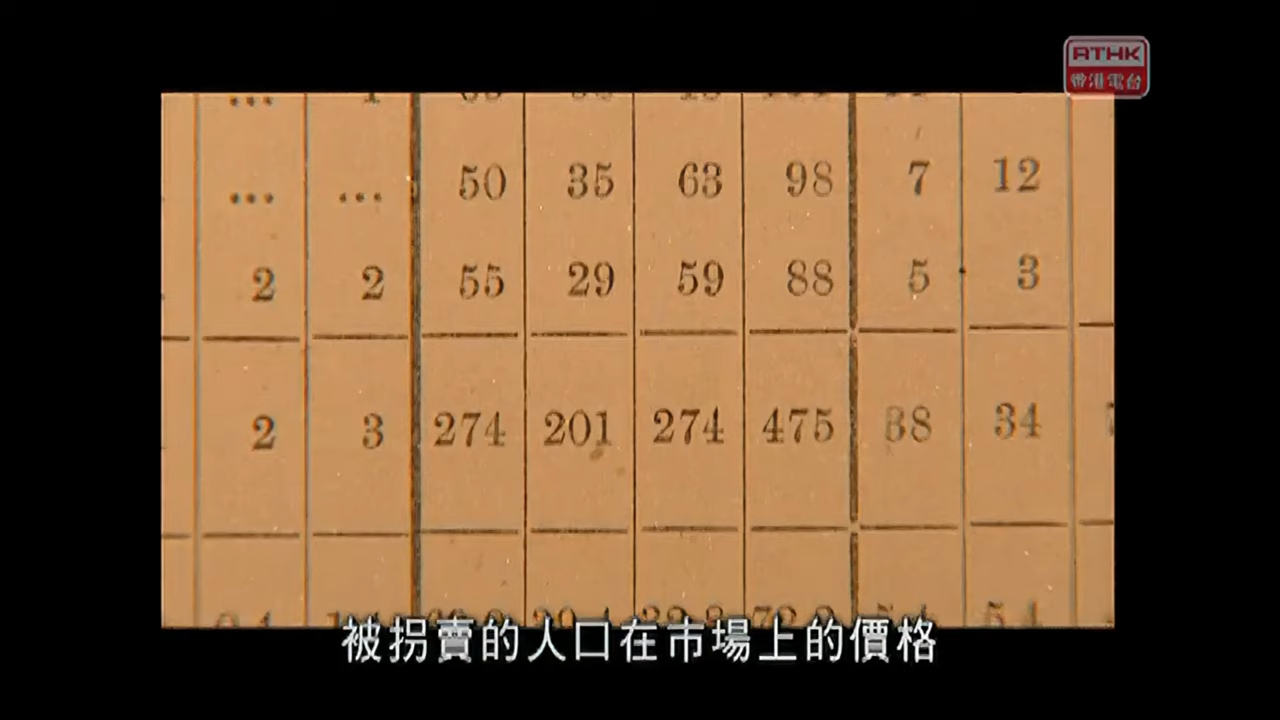 RTHK
香港電台
... ... 50 35 63 98 7 12
2 2 55 29 59 88 5 3
2 3 274 201 274 475 38 34
被拐賣的人口在市場上的價格